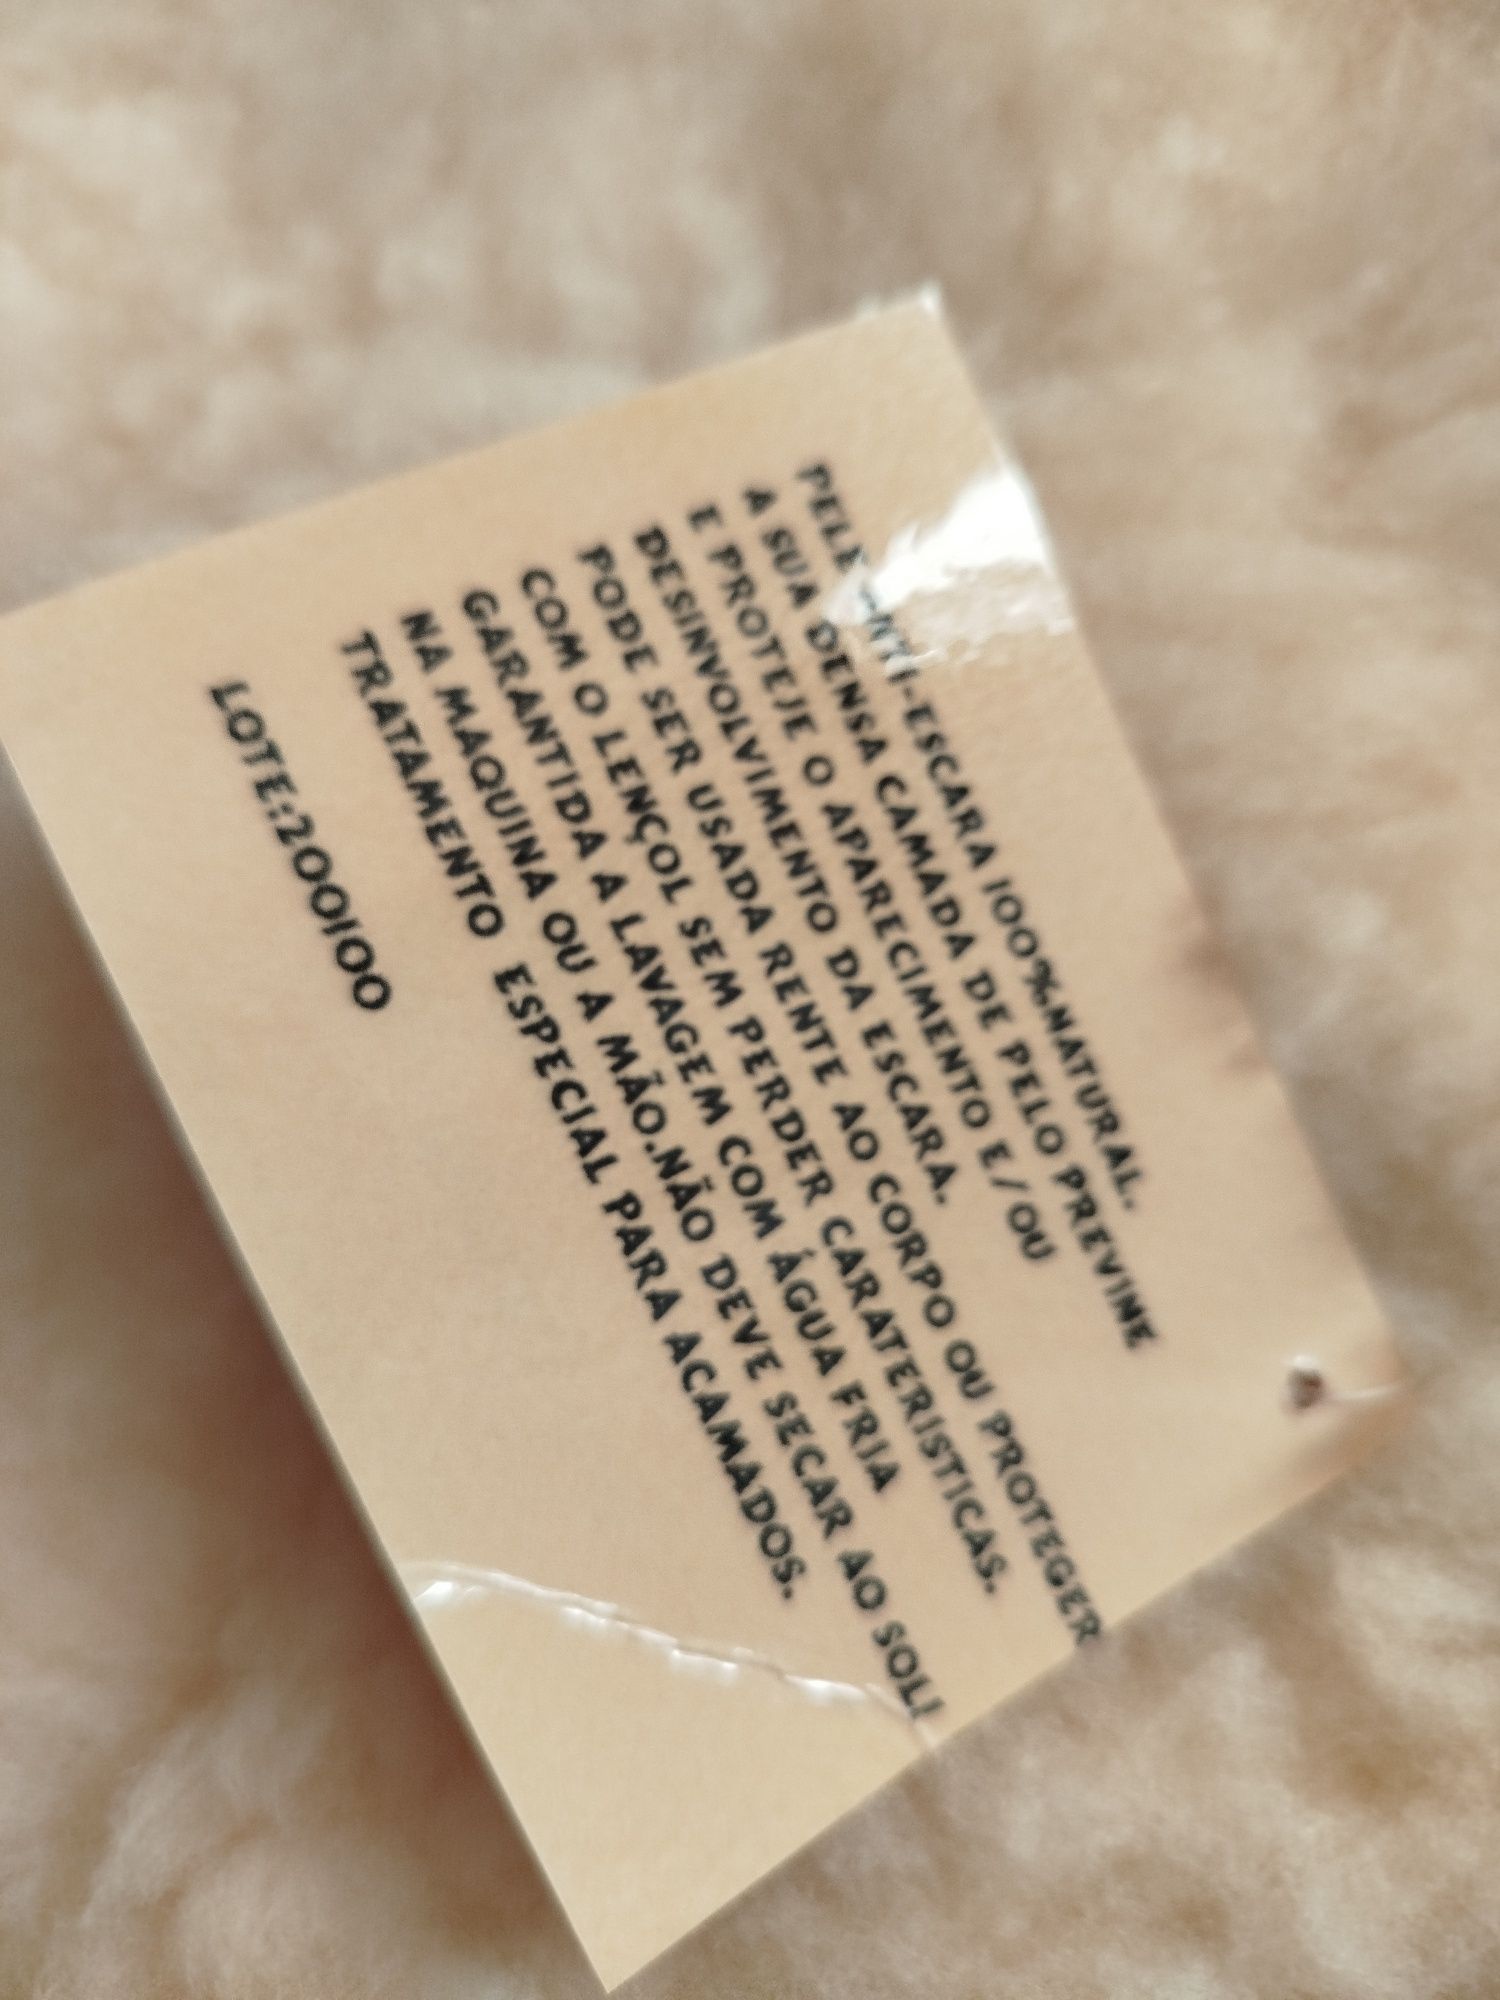 PELE ANTI-ESCARA 100%NATURAL.
A SUA DENSA CAMADA DE PELO PREVINE
E PROTEJE O APARECIMENTO E/OU
DESINVOLVIMENTO DA ESCARA.
PODE SER USADA RENTE AO CORPO OU PROTEGER
COM O LENÇOL SEM PERDER CARATERISTICAS.
GARANTIDA A LAVAGEM COM ÁGUA FRIA
NA MAQUINA OU A MÃO.NÃO DEVE SECAR AO SOL!
TRATAMENTO ESPECIAL PARA ACAMADOS.
LOTE:200100